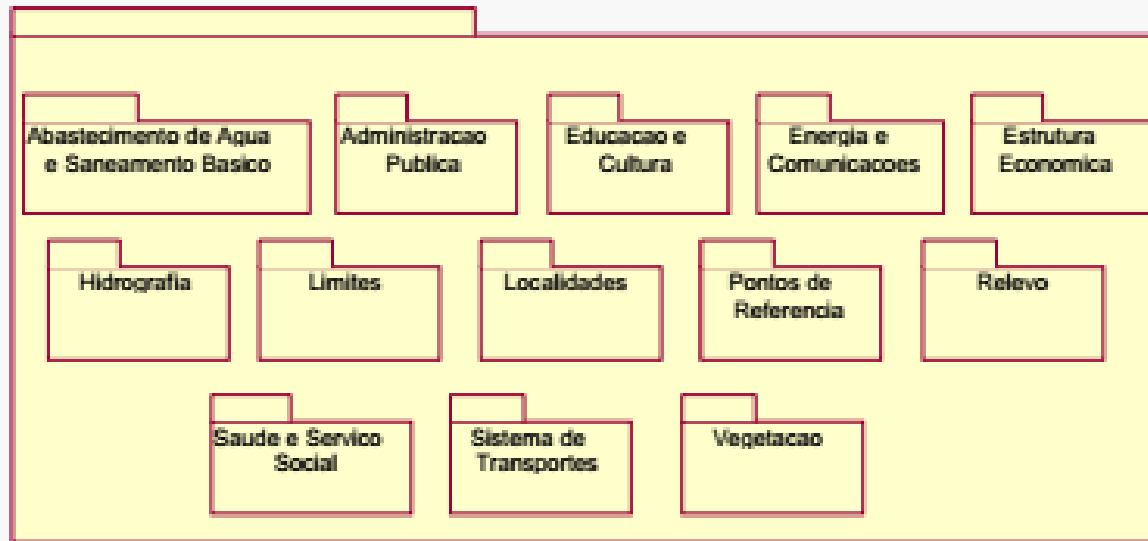 Abastecimento de Agua
e Saneamento Basico
Administracao
Publica
Educacao e
Cultura
Energia e
Comunicacoes
Estrutura
Economica
Hidrografia
Limites
Localidades
Pontos de
Referencia
Relevo
Saude e Servico
Social
Sistema de
Transportes
Vegetacao